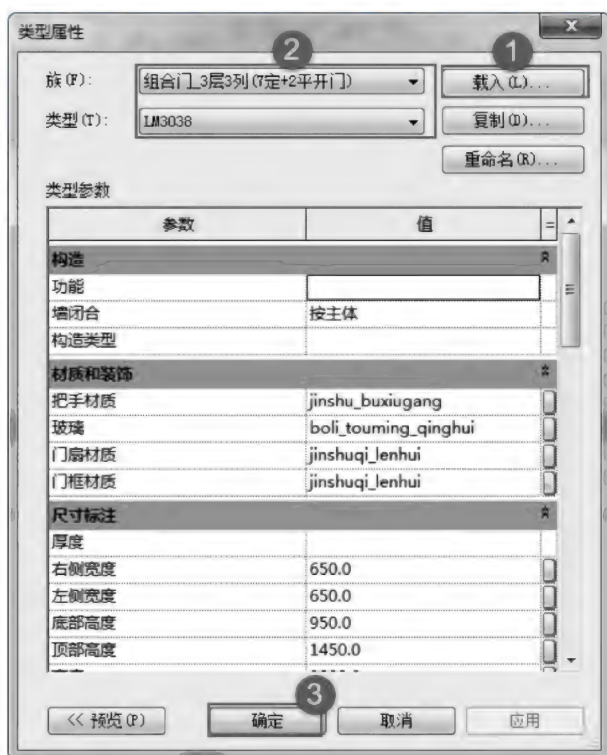 类型属性
2
1
族(F): 组合门_3层3列(7定+2平开门) 载入(L)...
类型(T): LM3038 复制(D)...
重命名(R)...
类型参数
参数 值 =
构造
功能
墙闭合 按主体
构造类型
材质和装饰
把手材质 jinshu_buxiugang
玻璃 boli_touming_qinghui
门扇材质 jinshuqi_lenhui
门框材质 jinshuqi_lenhui
尺寸标注
厚度
右侧宽度 650.0
左侧宽度 650.0
底部高度 950.0
顶部高度 1450.0
3
<< 预览(P) 确定 取消 应用